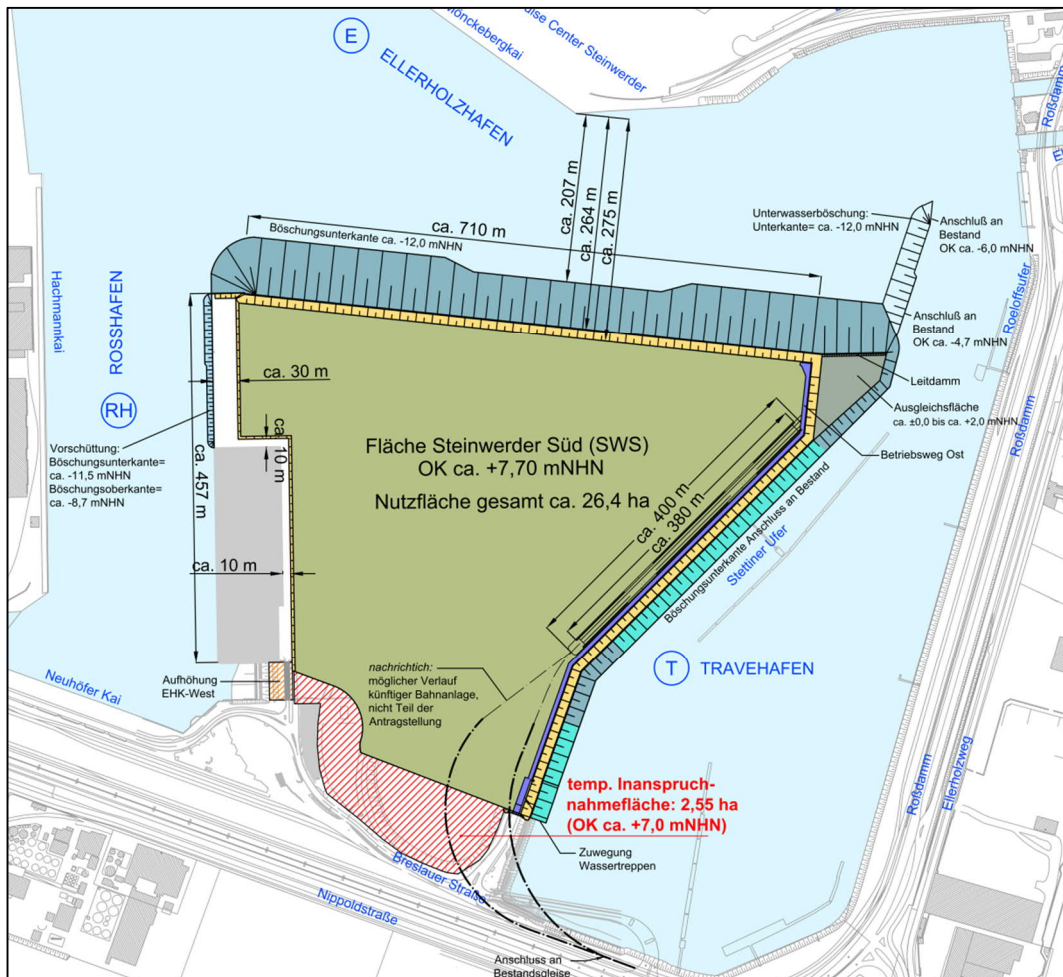 Mönckebergkai
Cruise Center Steinwerder
E
ELLERHOLZHAFEN
Roßdamm
ca. 207 m
ca. 264 m
ca. 275 m
ca. 710 m
Böschungsunterkante ca. -12,0 mNHN
Unterwasserböschung:
Unterkante= ca. -12,0 mNHN
Anschluß an
Bestand
OK ca. -6,0 mNHN
Roeloffsufer
Hachmannkai
ROSSHAFEN
RH
Anschluß an
Bestand
OK ca. -4,7 mNHN
Leitdamm
Ausgleichsfläche
ca. ±0,0 bis ca. +2,0 mNHN
Betriebsweg Ost
Roßdamm
ca. 30 m
ca. 10 m
Vorschüttung:
Böschungsunterkante=
ca. -11,5 mNHN
Böschungsoberkante=
ca. -8,7 mNHN
ca. 457 m
Fläche Steinwerder Süd (SWS)
OK ca. +7,70 mNHN
Nutzfläche gesamt ca. 26,4 ha
ca. 400 m
ca. 380 m
Böschungsunterkante Anschluss an Bestand
Stettiner Ufer
ca. 10 m
T
TRAVEHAFEN
nachrichtich:
möglicher Verlauf
künftiger Bahnanlage,
nicht Teil der
Antragstellung
Aufhöhung
EHK-West
Neuhöfer Kai
Roßdamm
Ellerholzweg
temp. Inanspruch-
nahmefläche: 2,55 ha
(OK ca. +7,0 mNHN)
Zuwegung
Wassertreppen
Breslauer Straße
Nippoldstraße
Anschluss an
Bestandsgleise